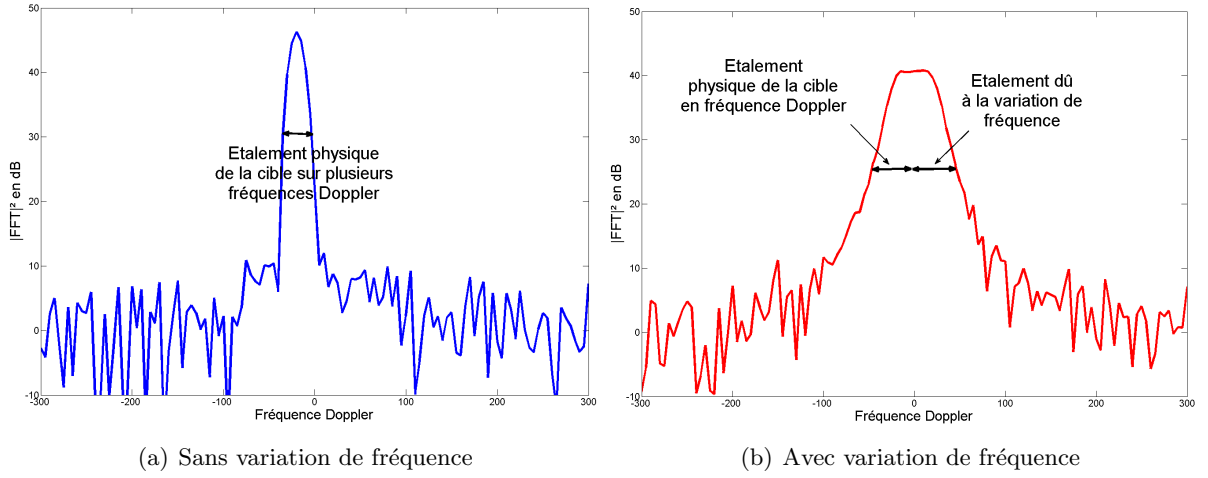 50
40
30
20
10
0
-10
-300
-200
-100
0
100
200
300
|FFT|² en dB
Fréquence Doppler
Etalement physique
de la cible sur plusieurs
fréquences Doppler
(a) Sans variation de fréquence
50
40
30
20
10
0
-10
-300
-200
-100
0
100
200
300
|FFT|² en dB
Fréquence Doppler
Etalement
physique de la cible
en fréquence Doppler
Etalement dû
à la variation de
fréquence
(b) Avec variation de fréquence